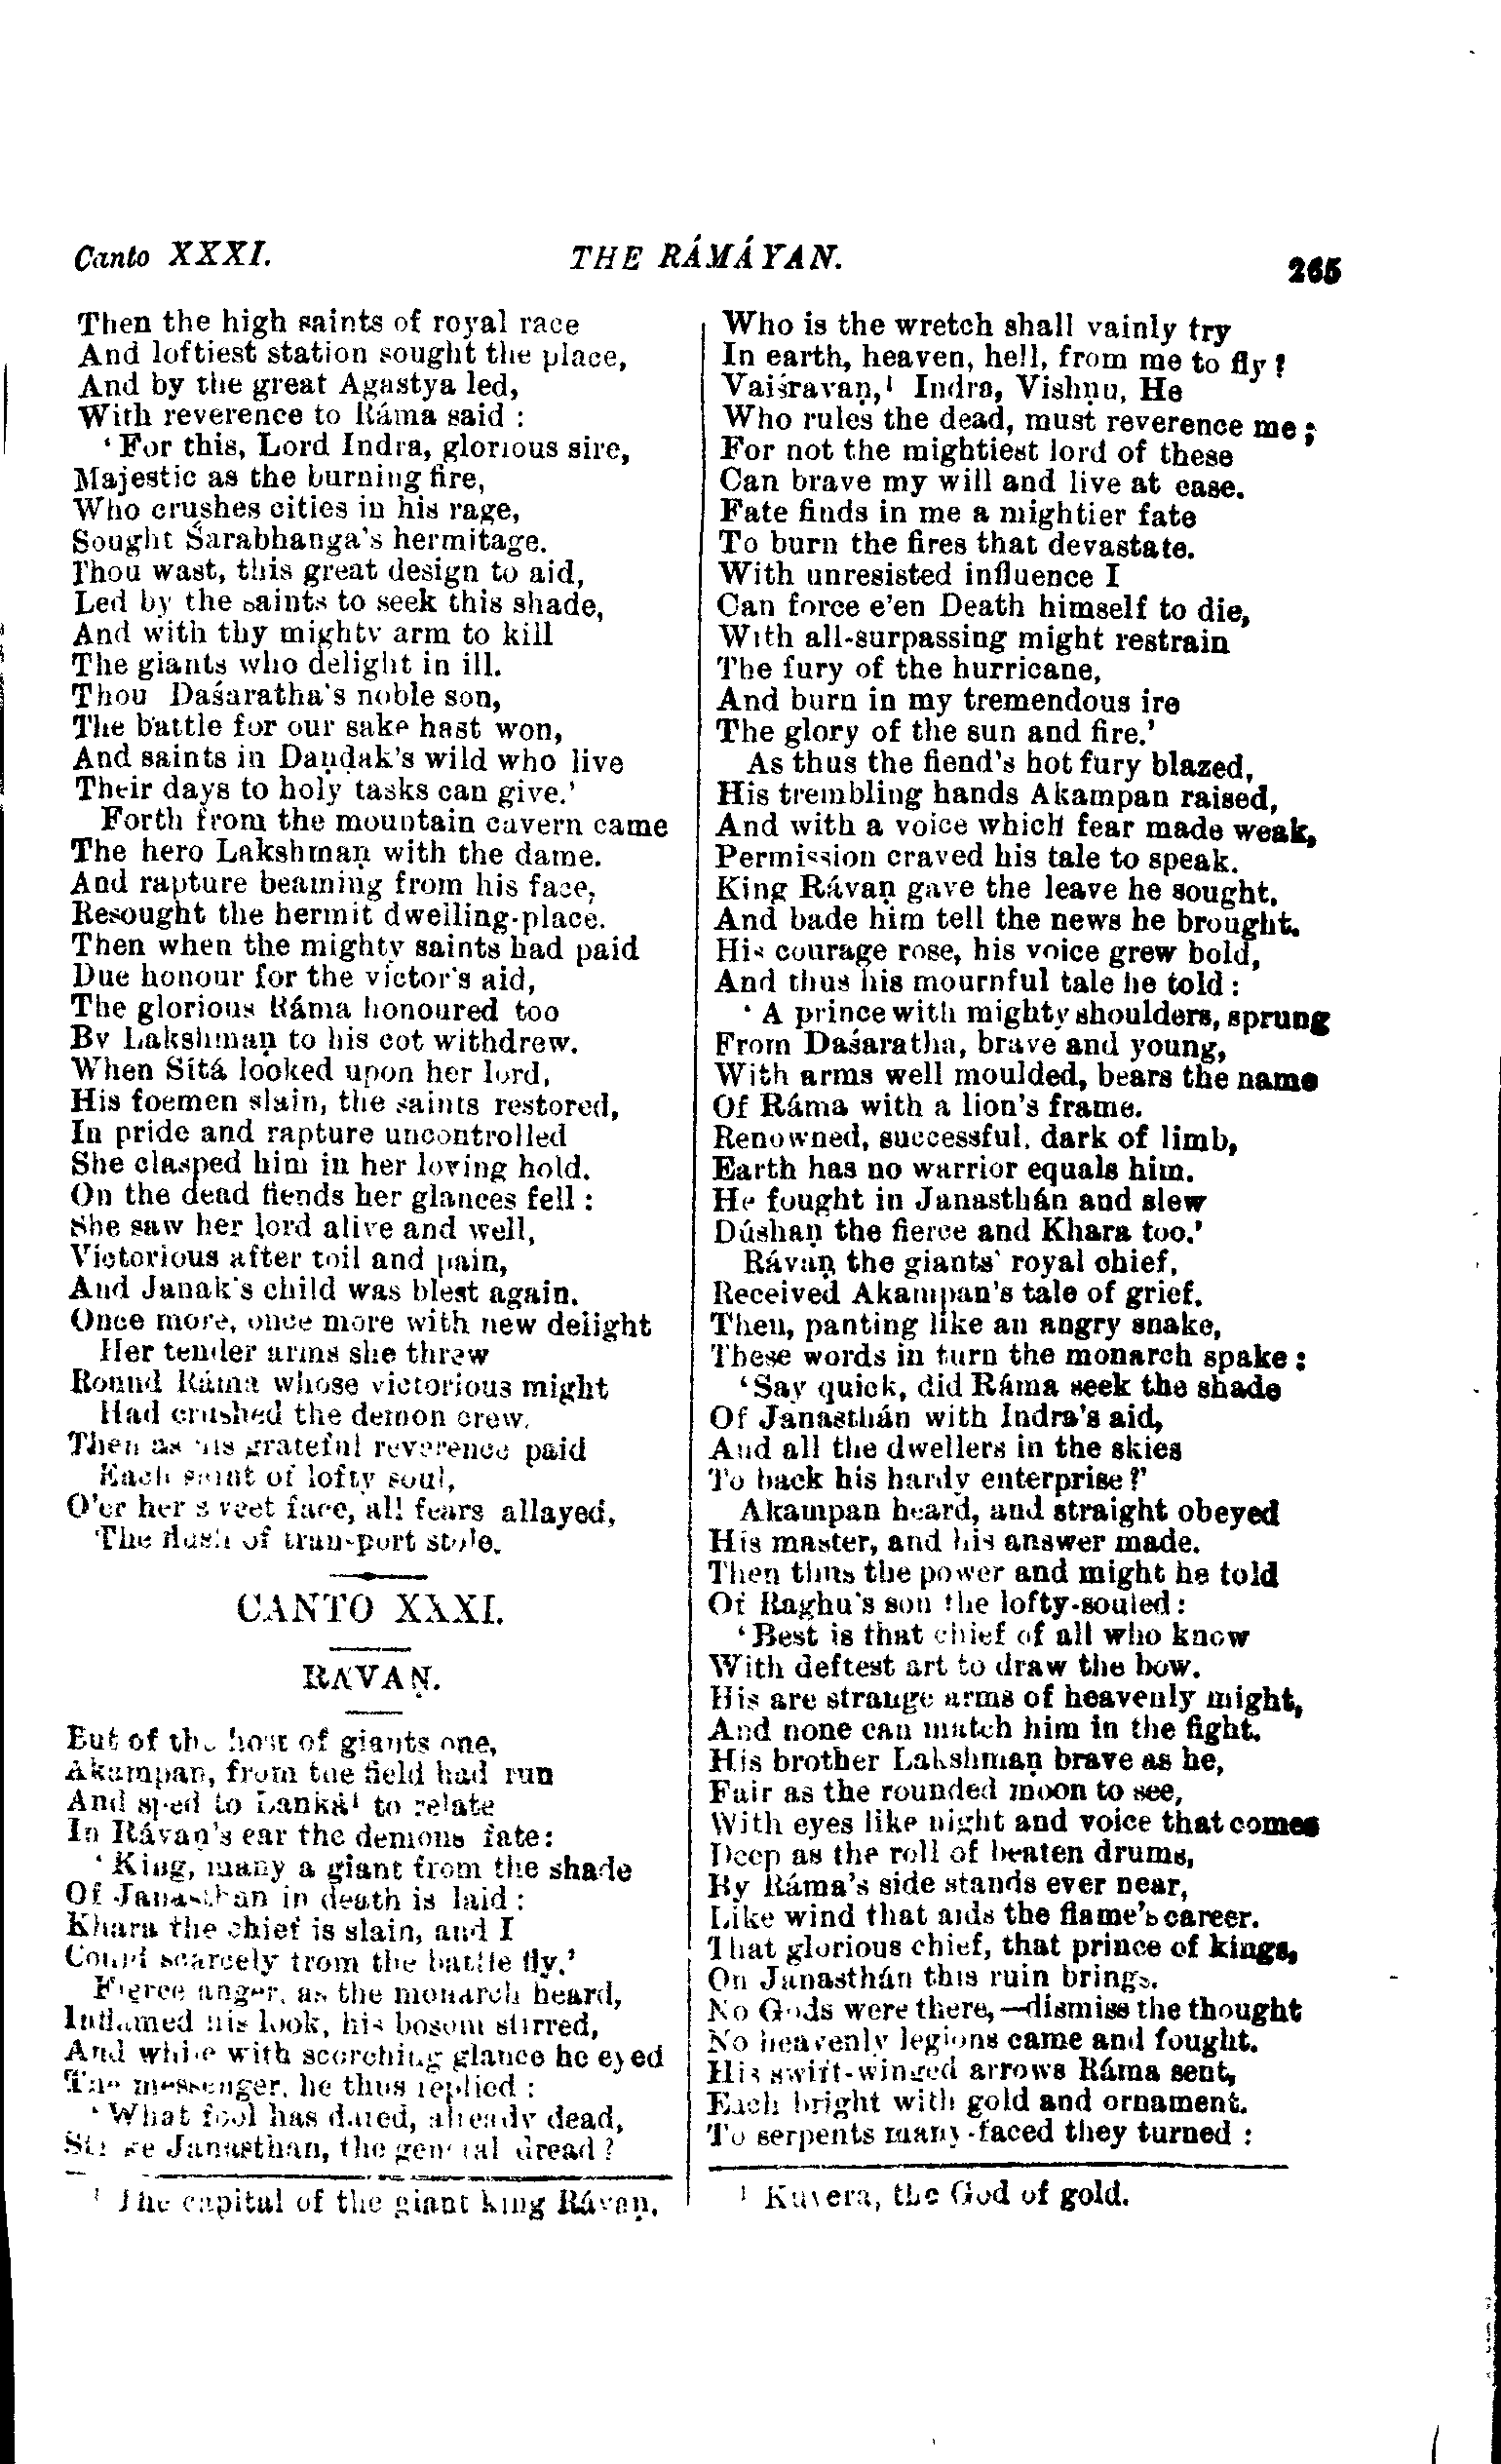 Canto XXXI.
THE RÁMÁYAN.
265
Then the high saints of royal race
And loftiest station sought the place,
And by the great Agastya led,
With reverence to Ráma said :
‘ For this, Lord Indra, glorious sire,
Majestic as the burning fire,
Who crushes cities in his rage,
Sought Śarabhanga's hermitage.
Thou wast, this great design to aid,
Led by the saints to seek this shade,
And with thy mighty arm to kill
The giants who delight in ill.
Thou Daśaratha's noble son,
The battle for our sake hast won,
And saints in Daṇḍak's wild who live
Their days to holy tasks can give.’
Forth from the mountain cavern came
The hero Lakshmaṇ with the dame.
And rapture beaming from his face,
Resought the hermit dwelling-place.
Then when the mighty saints had paid
Due honour for the victor's aid,
The glorious Ráma honoured too
By Lakshmaṇ to his cot withdrew.
When Sítá looked upon her lord,
His foemen slain, the saints restored,
In pride and rapture uncontrolled
She clasped him in her loving hold.
On the dead fiends her glances fell :
She saw her lord alive and well,
Victorious after toil and pain,
And Janak's child was blest again.
Once more, once more with new delight
Her tender arms she threw
Round Ráma whose victorious might
Had crushed the demon crew.
Then as his grateful reverence paid
Each saint of lofty soul,
O'er her sweet face, all fears allayed,
The flush of transport stole.
CANTO XXXI.
RÁVAṆ.
But of the host of giants one,
Akampan, from the field had run
And sped to Lanká¹ to relate
In Rávaṇ's ear the demons fate:
‘ King, many a giant from the shade
Of Janasthán in death is laid :
Khara the chief is slain, and I
Could scarcely from the battle fly.’
Fierce anger, as the monarch heard,
Inflamed his look, his bosom stirred,
And while with scorching glance he eyed
The messenger, he thus replied :
‘ What fool has dared, already dead,
Strike Janasthán, the general dread ?
¹ The capital of the giant king Rávaṇ.
Who is the wretch shall vainly try
In earth, heaven, hell, from me to fly ?
Vaiśravaṇ,¹ Indra, Vishṇu, He
Who rules the dead, must reverence me ;
For not the mightiest lord of these
Can brave my will and live at ease.
Fate finds in me a mightier fate
To burn the fires that devastate.
With unresisted influence I
Can force e'en Death himself to die,
With all-surpassing might restrain
The fury of the hurricane,
And burn in my tremendous ire
The glory of the sun and fire.’
As thus the fiend's hot fury blazed,
His trembling hands Akampan raised,
And with a voice which fear made weak,
Permission craved his tale to speak.
King Rávaṇ gave the leave he sought,
And bade him tell the news he brought.
His courage rose, his voice grew bold,
And thus his mournful tale he told :
‘ A prince with mighty shoulders, sprung
From Daśaratha, brave and young,
With arms well moulded, bears the name
Of Ráma with a lion's frame.
Renowned, successful, dark of limb,
Earth has no warrior equals him.
He fought in Janasthán and slew
Dúshaṇ the fierce and Khara too.’
Rávaṇ the giants' royal chief,
Received Akampan's tale of grief.
Then, panting like an angry snake,
These words in turn the monarch spake :
‘Say quick, did Ráma seek the shade
Of Janasthán with Indra's aid,
And all the dwellers in the skies
To back his hardy enterprise ?’
Akampan heard, and straight obeyed
His master, and his answer made.
Then thus the power and might he told
Of Raghu's son the lofty-souled :
‘Best is that chief of all who know
With deftest art to draw the bow.
His are strange arms of heavenly might,
And none can match him in the fight.
His brother Lakshmaṇ brave as he,
Fair as the rounded moon to see,
With eyes like night and voice that comes
Deep as the roll of beaten drums,
By Ráma's side stands ever near,
Like wind that aids the flame's career.
That glorious chief, that prince of kings,
On Janasthán this ruin brings.
No Gods were there,—dismiss the thought
No heavenly legions came and fought.
His swift-winged arrows Ráma sent,
Each bright with gold and ornament.
To serpents many-faced they turned :
¹ Kuvera, the God of gold.